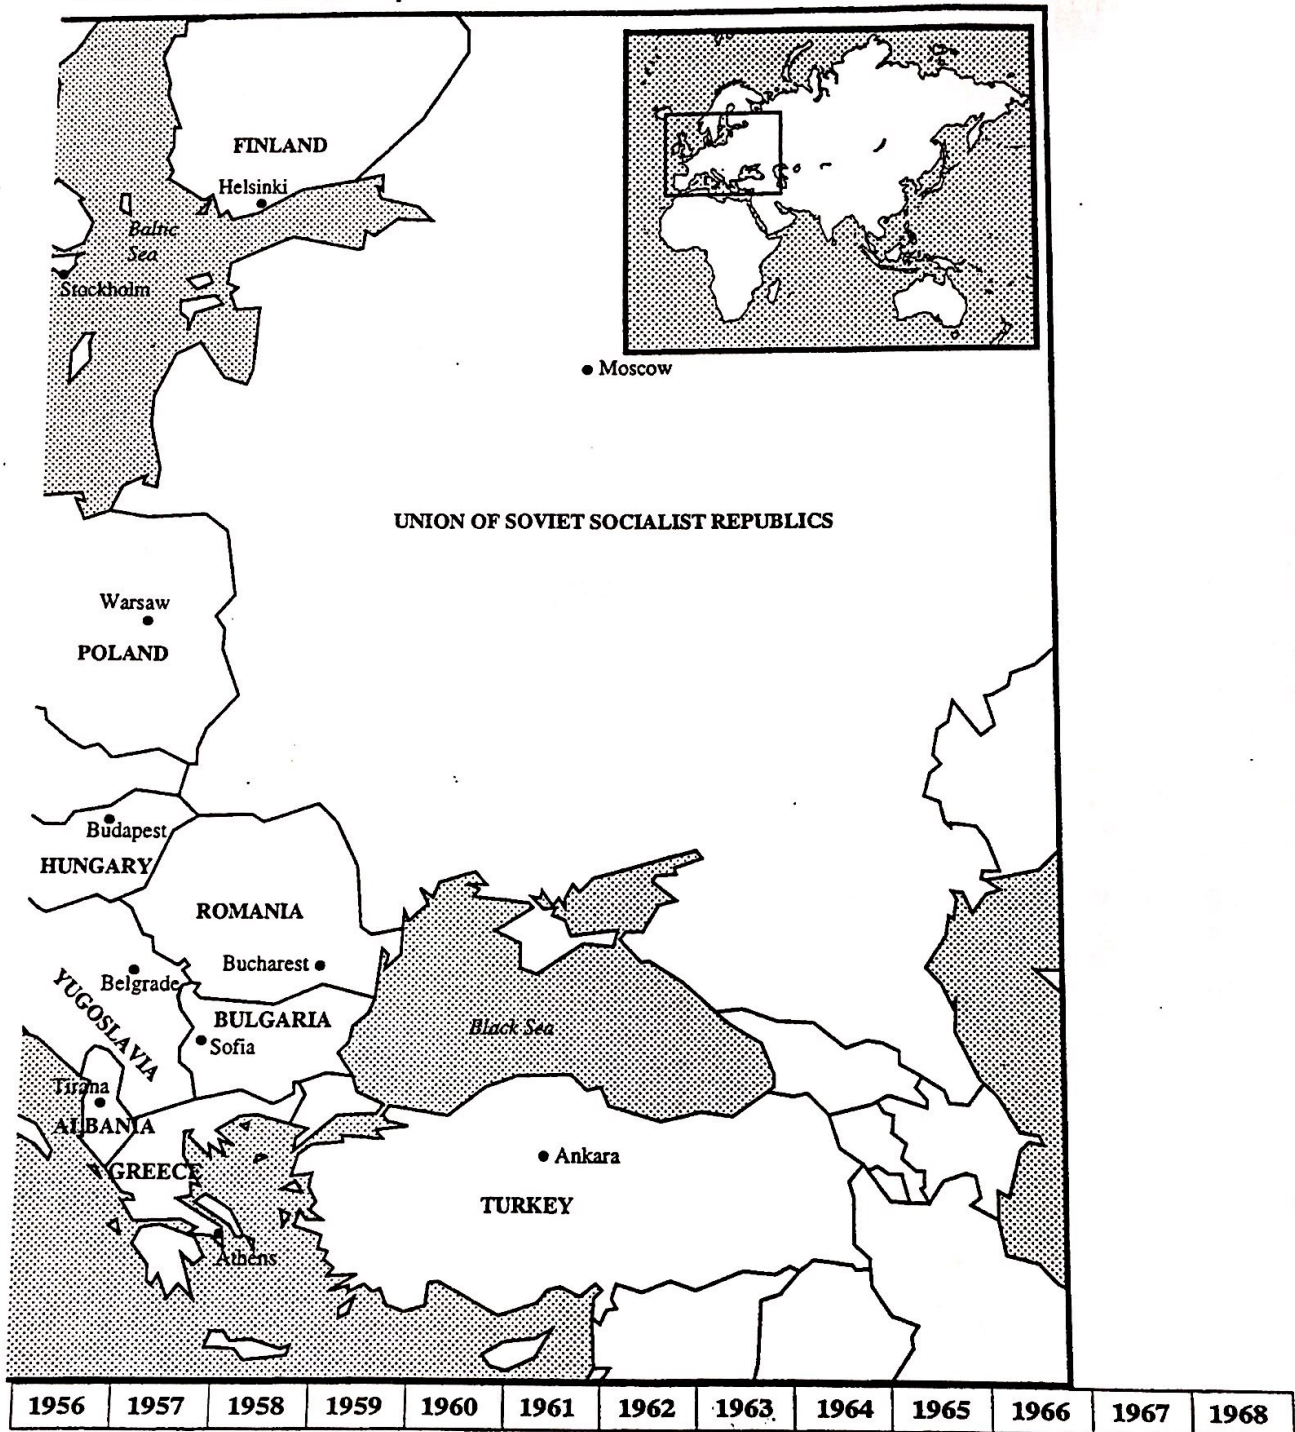 FINLAND
Helsinki
Baltic
Sea
Stockholm
Moscow
UNION OF SOVIET SOCIALIST REPUBLICS
Warsaw
POLAND
Budapest
HUNGARY
ROMANIA
Bucharest
Belgrade
YUGOSLAVIA
BULGARIA
Sofia
Black Sea
Tirana
ALBANIA
GREECE
Athens
Ankara
TURKEY
1956 1957 1958 1959 1960 1961 1962 1963 1964 1965 1966 1967 1968